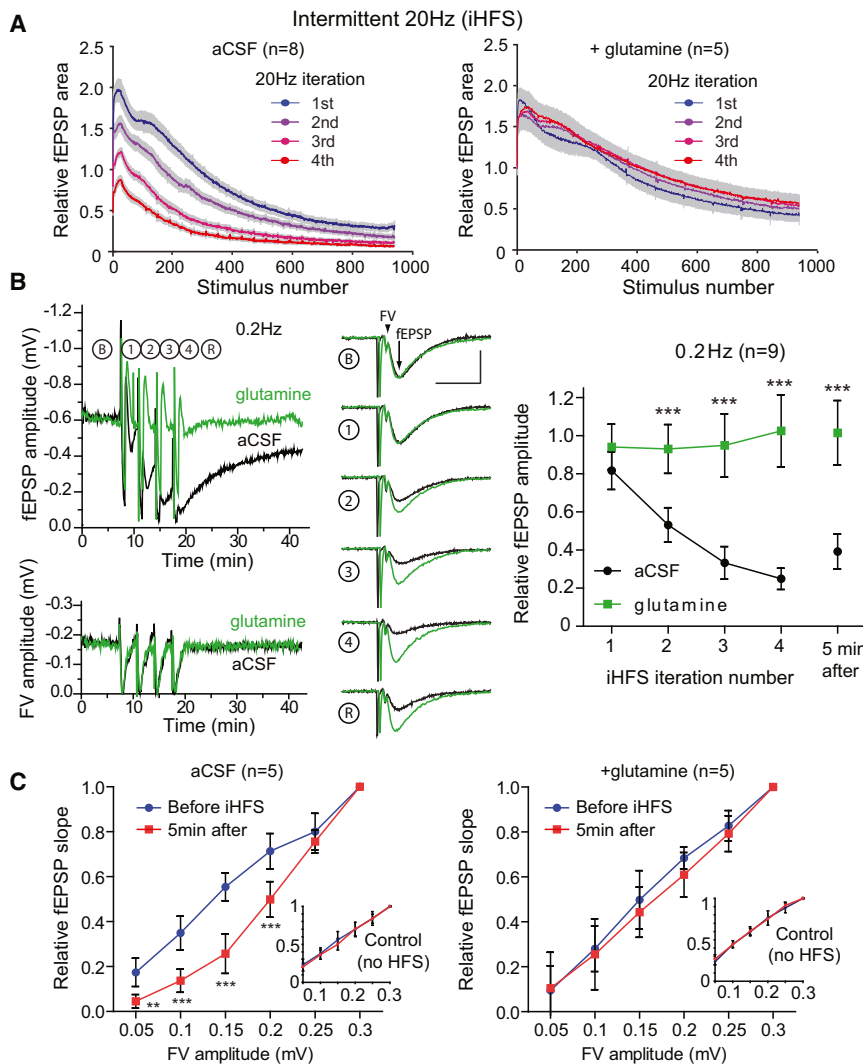 A
Intermittent 20Hz (iHFS)
aCSF (n=8)
20Hz iteration
1st
2nd
3rd
4th
Relative fEPSP area
2.5
2.0
1.5
1.0
0.5
0
0 200 400 600 800 1000
Stimulus number
+ glutamine (n=5)
20Hz iteration
1st
2nd
3rd
4th
Relative fEPSP area
2.5
2.0
1.5
1.0
0.5
0
0 200 400 600 800 1000
Stimulus number
B
0.2Hz
B 1 2 3 4 R
glutamine
aCSF
fEPSP amplitude (mV)
-1.2
-1.0
-0.8
-0.6
-0.4
-0.2
0.0
0 10 20 30 40
Time (min)
glutamine
aCSF
FV amplitude (mV)
-0.3
-0.2
-0.1
0.0
0 10 20 30 40
Time (min)
FV
fEPSP
B
1
2
3
4
R
0.2Hz (n=9)
*** *** *** ***
Relative fEPSP amplitude
1.2
1.0
0.8
0.6
0.4
0.2
0
aCSF
glutamine
1 2 3 4 5 min after
iHFS iteration number
C
aCSF (n=5)
Before iHFS
5min after
Relative fEPSP slope
1.0
0.8
0.6
0.4
0.2
0.0
** *** *** ***
0.05 0.1 0.15 0.2 0.25 0.3
FV amplitude (mV)
1
0.5
0
Control
(no HFS)
0.1 0.2 0.3
+glutamine (n=5)
Before iHFS
5min after
Relative fEPSP slope
1.0
0.8
0.6
0.4
0.2
0.0
0.05 0.1 0.15 0.2 0.25 0.3
FV amplitude (mV)
1
0.5
0
Control
(no HFS)
0.1 0.2 0.3